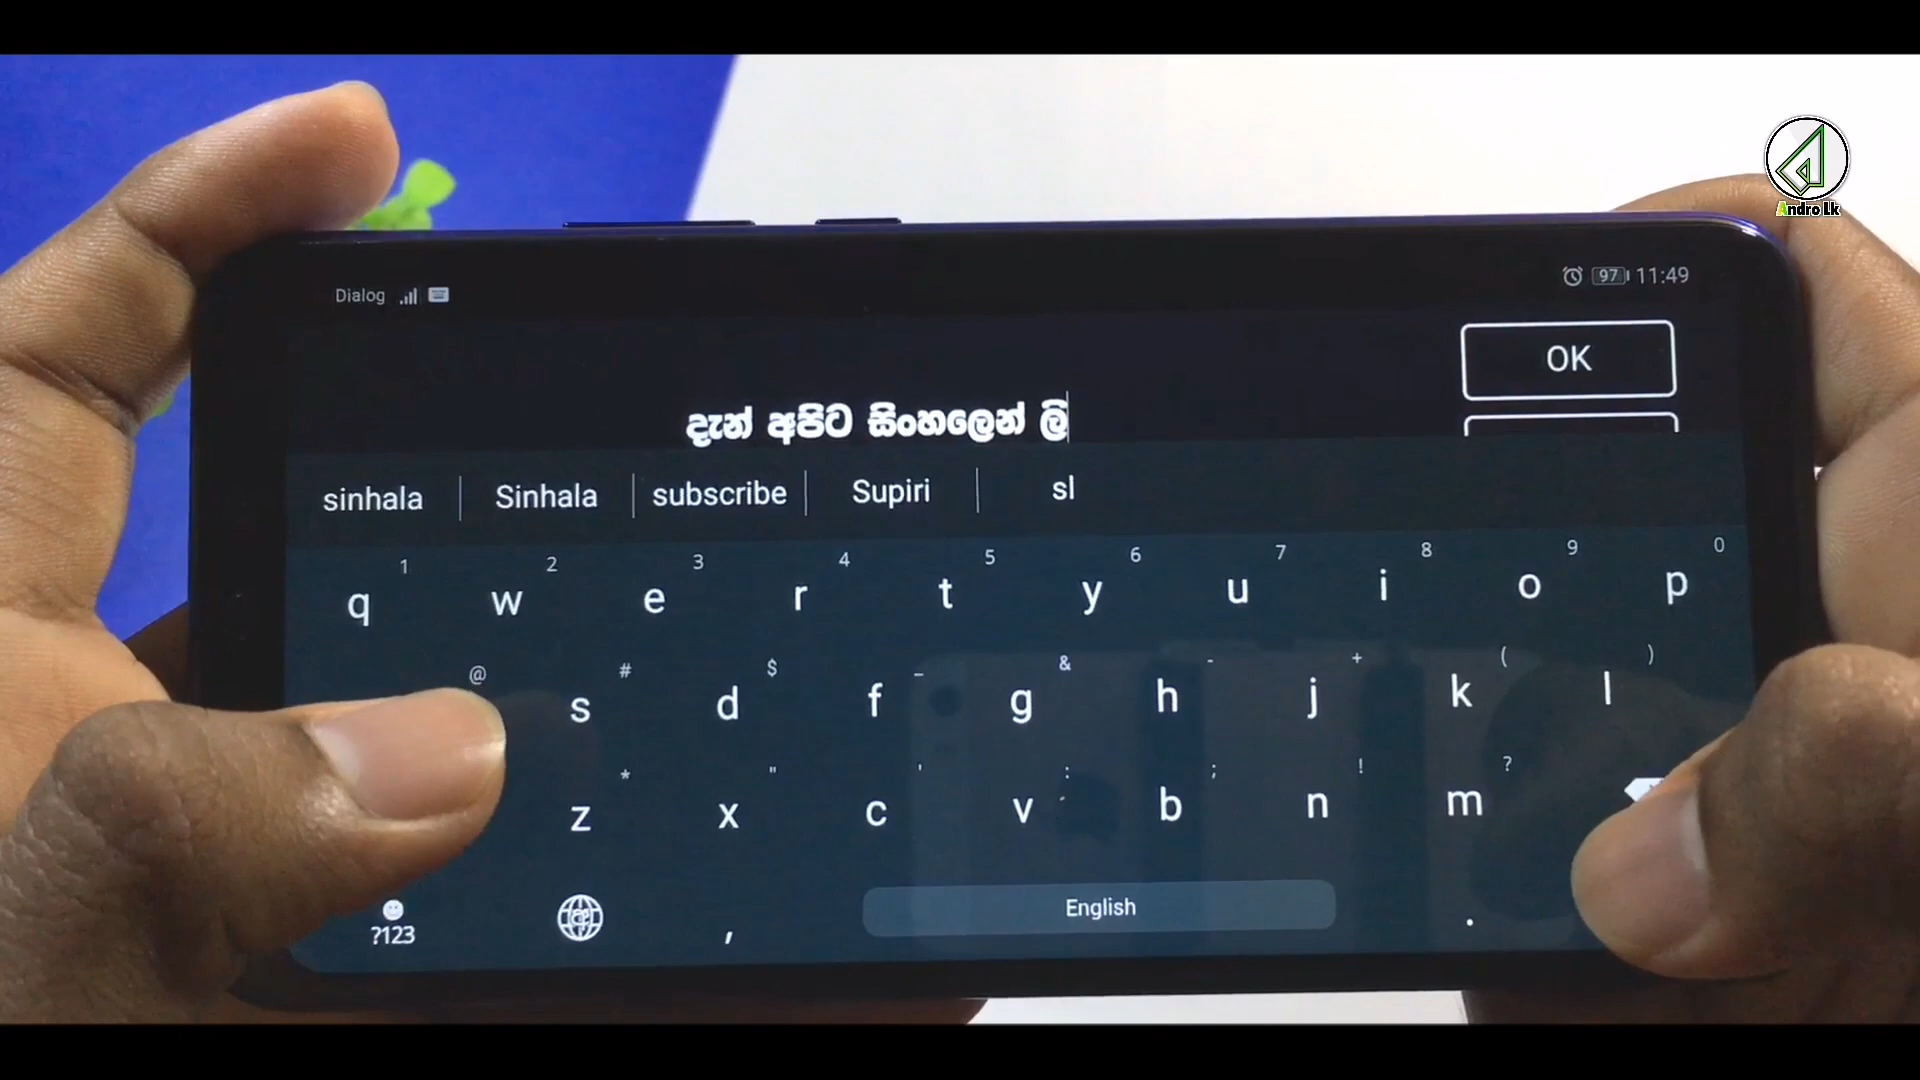 Andro Lk
Dialog 97 11:49
OK
දැන් අපිට සිංහලෙන් ලි
sinhala Sinhala subscribe Supiri sl
1 2 3 4 5 6 7 8 9 0
q w e r t y u i o p
@ # $ _ & - + ( )
s d f g h j k l
* " ' : ; ! ?
z x c v b n m
?123 , English .